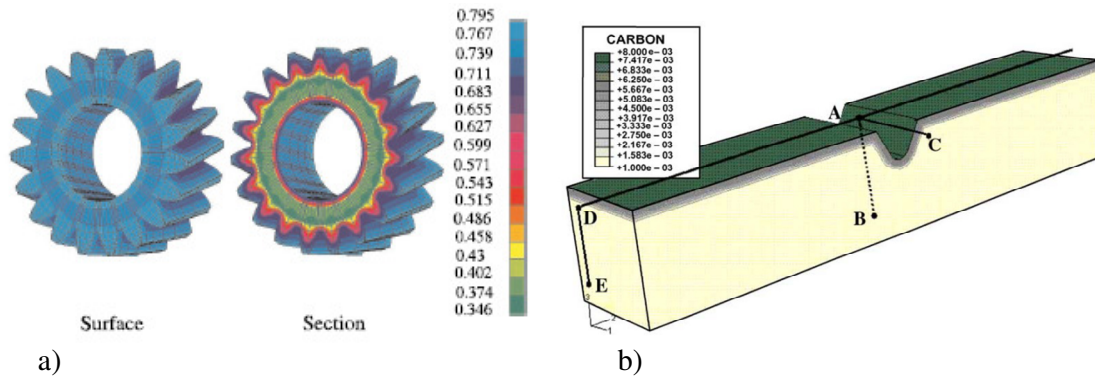 0.795
0.767
0.739
0.711
0.683
0.655
0.627
0.599
0.571
0.543
0.515
0.486
0.458
0.43
0.402
0.374
0.346
Surface
Section
a)
CARBON
+8.000e-03
+7.417e-03
+6.833e-03
+6.250e-03
+5.667e-03
+5.083e-03
+4.500e-03
+3.917e-03
+3.333e-03
+2.750e-03
+2.167e-03
+1.583e-03
+1.000e-03
A
C
D
B
E
3
2
1
b)